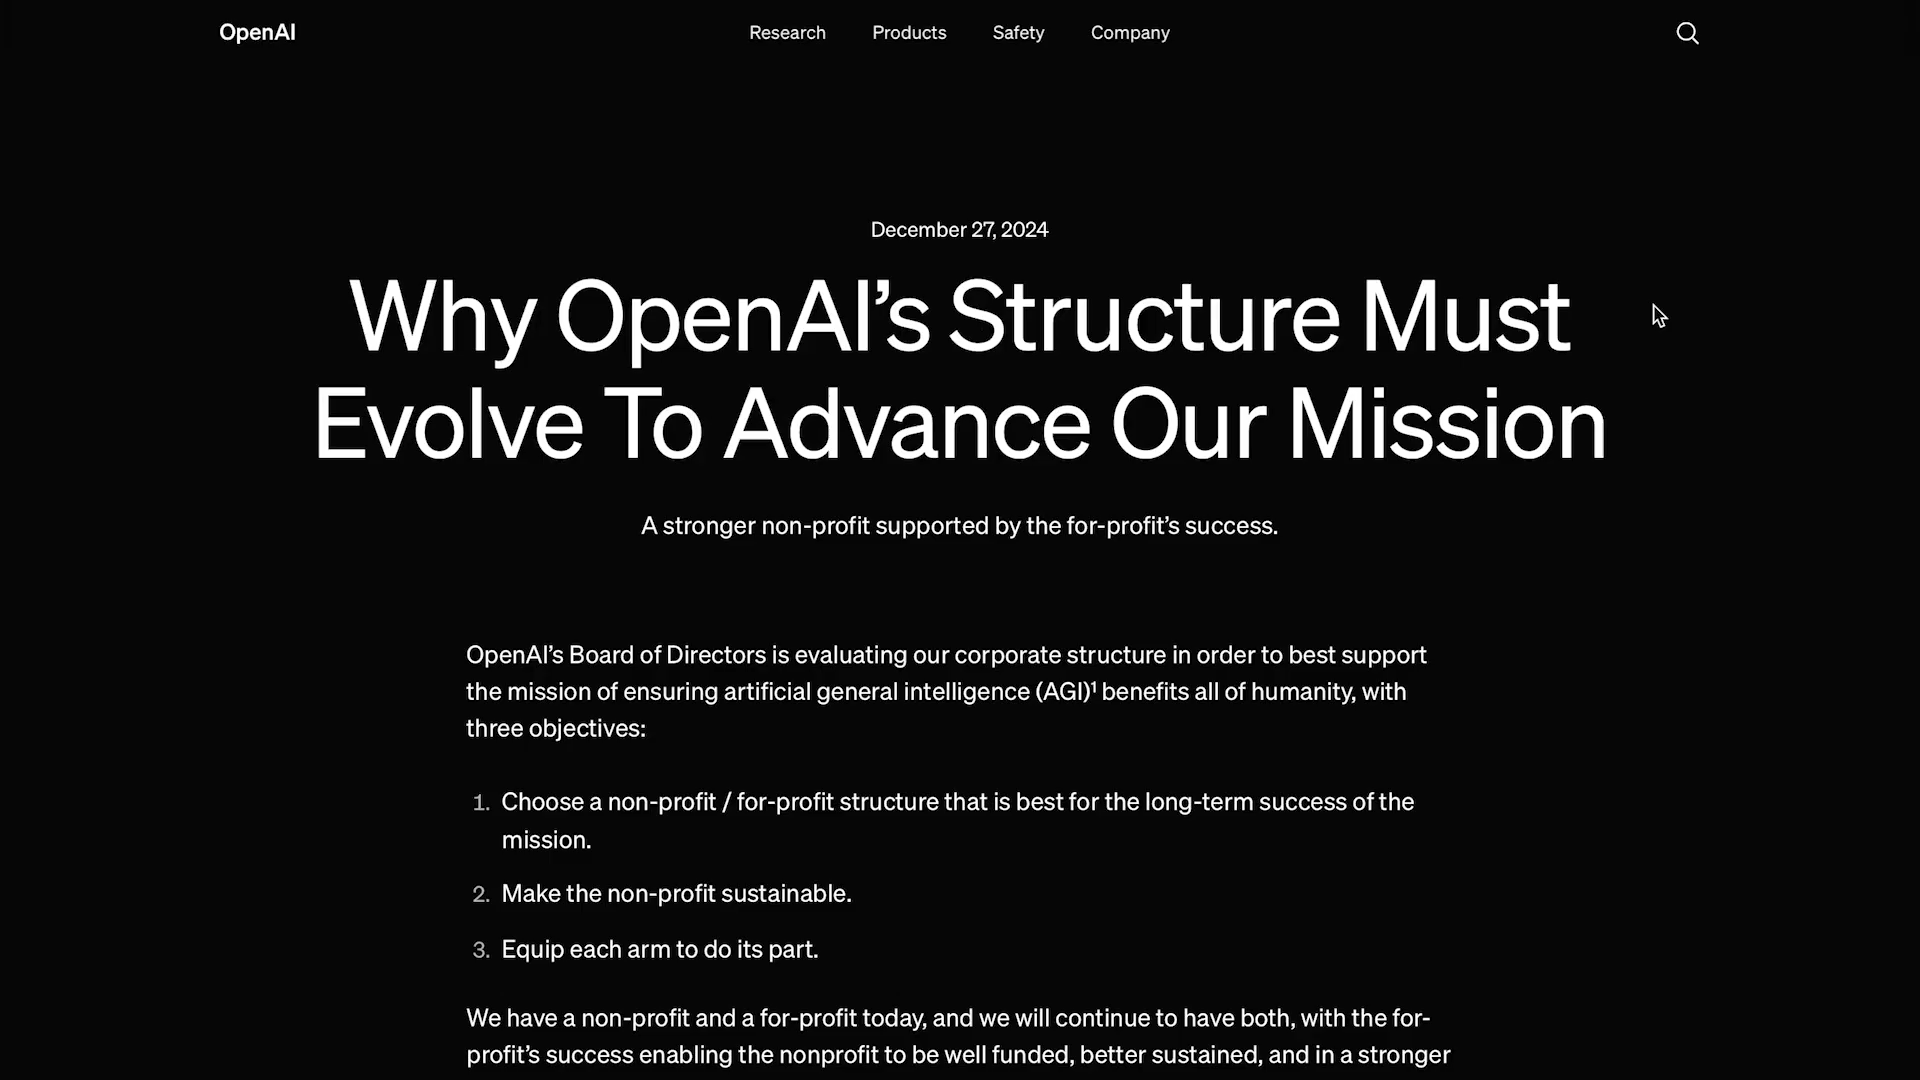 OpenAI
Research
Products
Safety
Company
December 27, 2024
Why OpenAI’s Structure Must
Evolve To Advance Our Mission
A stronger non-profit supported by the for-profit’s success.
OpenAI’s Board of Directors is evaluating our corporate structure in order to best support
the mission of ensuring artificial general intelligence (AGI)¹ benefits all of humanity, with
three objectives:
1. Choose a non-profit / for-profit structure that is best for the long-term success of the
mission.
2. Make the non-profit sustainable.
3. Equip each arm to do its part.
We have a non-profit and a for-profit today, and we will continue to have both, with the for-
profit’s success enabling the nonprofit to be well funded, better sustained, and in a stronger